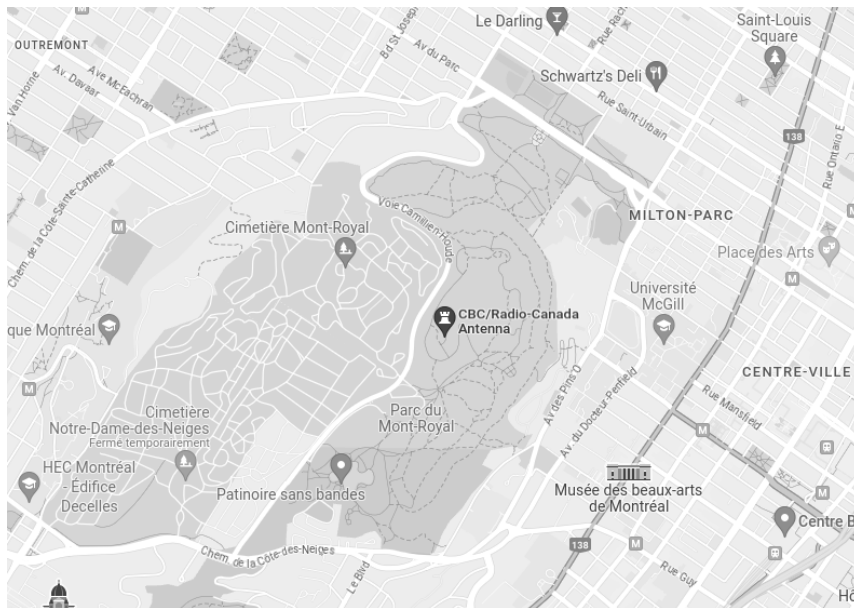 Le Darling
Saint-Louis
Square
OUTREMONT
Bd St Joseph
Av du Parc
Rue Rach
Schwartz's Deli
Rue Saint-Urbain
Av. Davaar
Ave McEachran
Van Horne
138
Rue Ontario E
Chem. de la Côte-Sainte-Catherine
M
Voie Camillien-Houde
MILTON-PARC
Cimetière Mont-Royal
Place des Arts
M
Université
McGill
CBC/Radio-Canada
Antenna
que Montréal
CENTRE-VILLE
M
Av des Pins O
Av. du Docteur-Penfield
Rue Mansfield
Parc du
Mont-Royal
Cimetière
Notre-Dame-des-Neiges
Fermé temporairement
M
HEC Montréal
- Édifice
Decelles
Patinoire sans bandes
Musée des beaux-arts
de Montréal
M
Centre B
138
M
Chem. de la Côte-des-Neiges
Le Blvd
Rue Guy
Hô